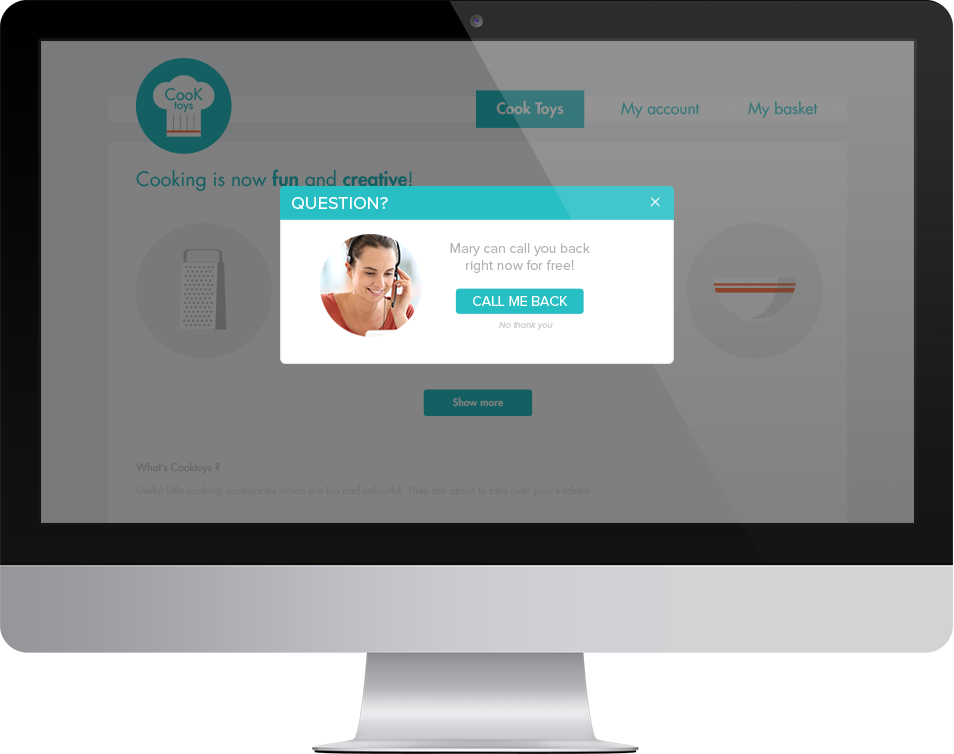 CooK
toys
Cook Toys
My account
My basket
Cooking is now fun and creative!
QUESTION?
Mary can call you back
right now for free!
CALL ME BACK
No thank you
Show more
What's Cooktoys ?
Useful little cooking accessories which are fun and colourful. They are about to take over your kitchen!